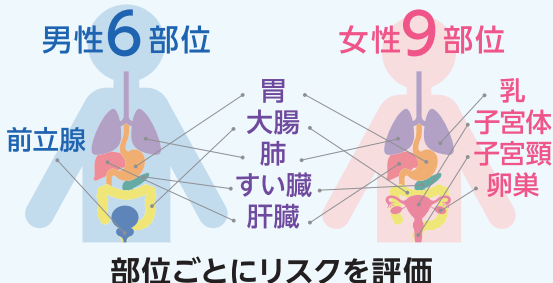 男性6部位
女性9部位
前立腺
胃
大腸
肺
すい臓
肝臓
乳
子宮体
子宮頸
卵巣
部位ごとにリスクを評価